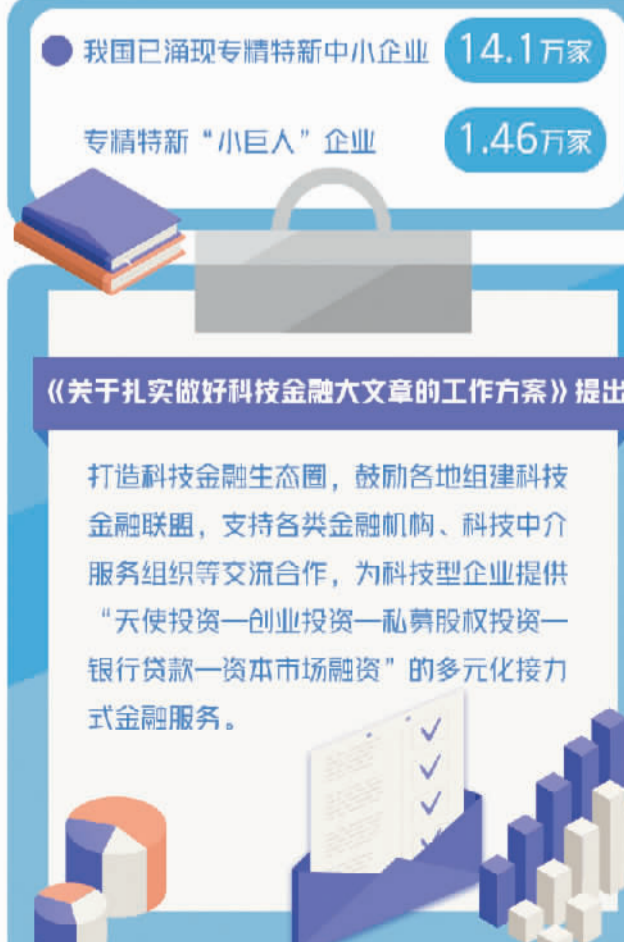 我国已涌现专精特新中小企业 14.1万家
专精特新“小巨人”企业 1.46万家
《关于扎实做好科技金融大文章的工作方案》提出
打造科技金融生态圈，鼓励各地组建科技
金融联盟，支持各类金融机构、科技中介
服务组织等交流合作，为科技型企业提供
“天使投资—创业投资—私募股权投资—
银行贷款—资本市场融资”的多元化接力
式金融服务。